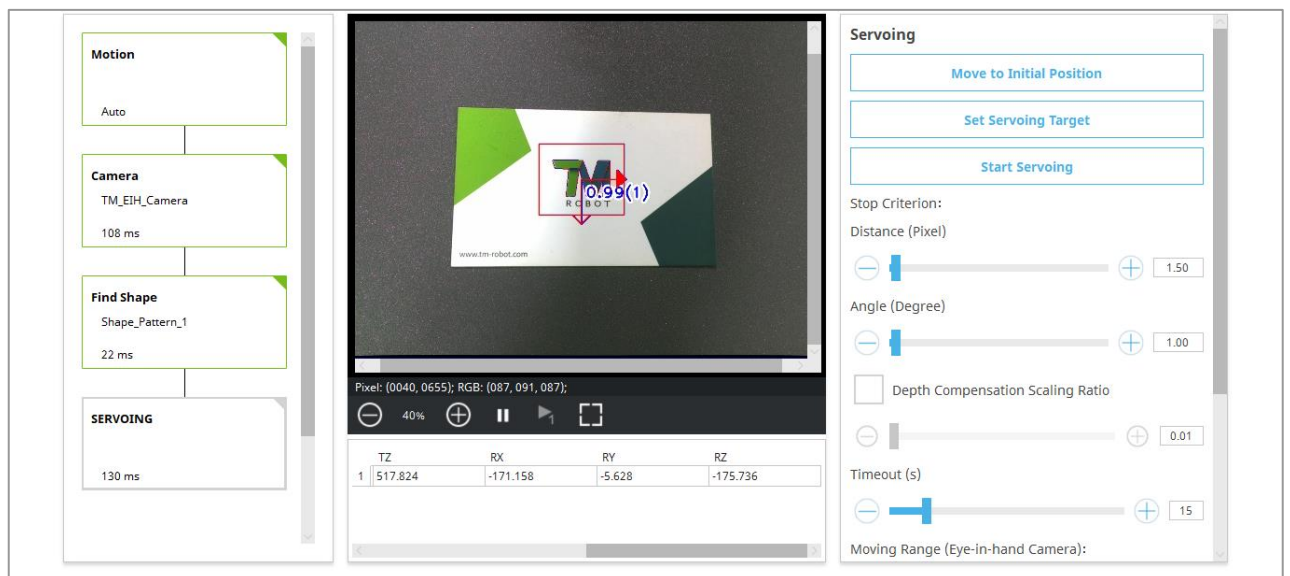 Motion
Auto
Camera
TM_EIH_Camera
108 ms
Find Shape
Shape_Pattern_1
22 ms
SERVOING
130 ms
TM
0.99(1)
ROBOT
www.tm-robot.com
Pixel: (0040, 0655); RGB: (087, 091, 087);
40%
1
TZ RX RY RZ
1 517.824 -171.158 -5.628 -175.736
Servoing
Move to Initial Position
Set Servoing Target
Start Servoing
Stop Criterion:
Distance (Pixel)
1.50
Angle (Degree)
1.00
Depth Compensation Scaling Ratio
0.01
Timeout (s)
15
Moving Range (Eye-in-hand Camera):